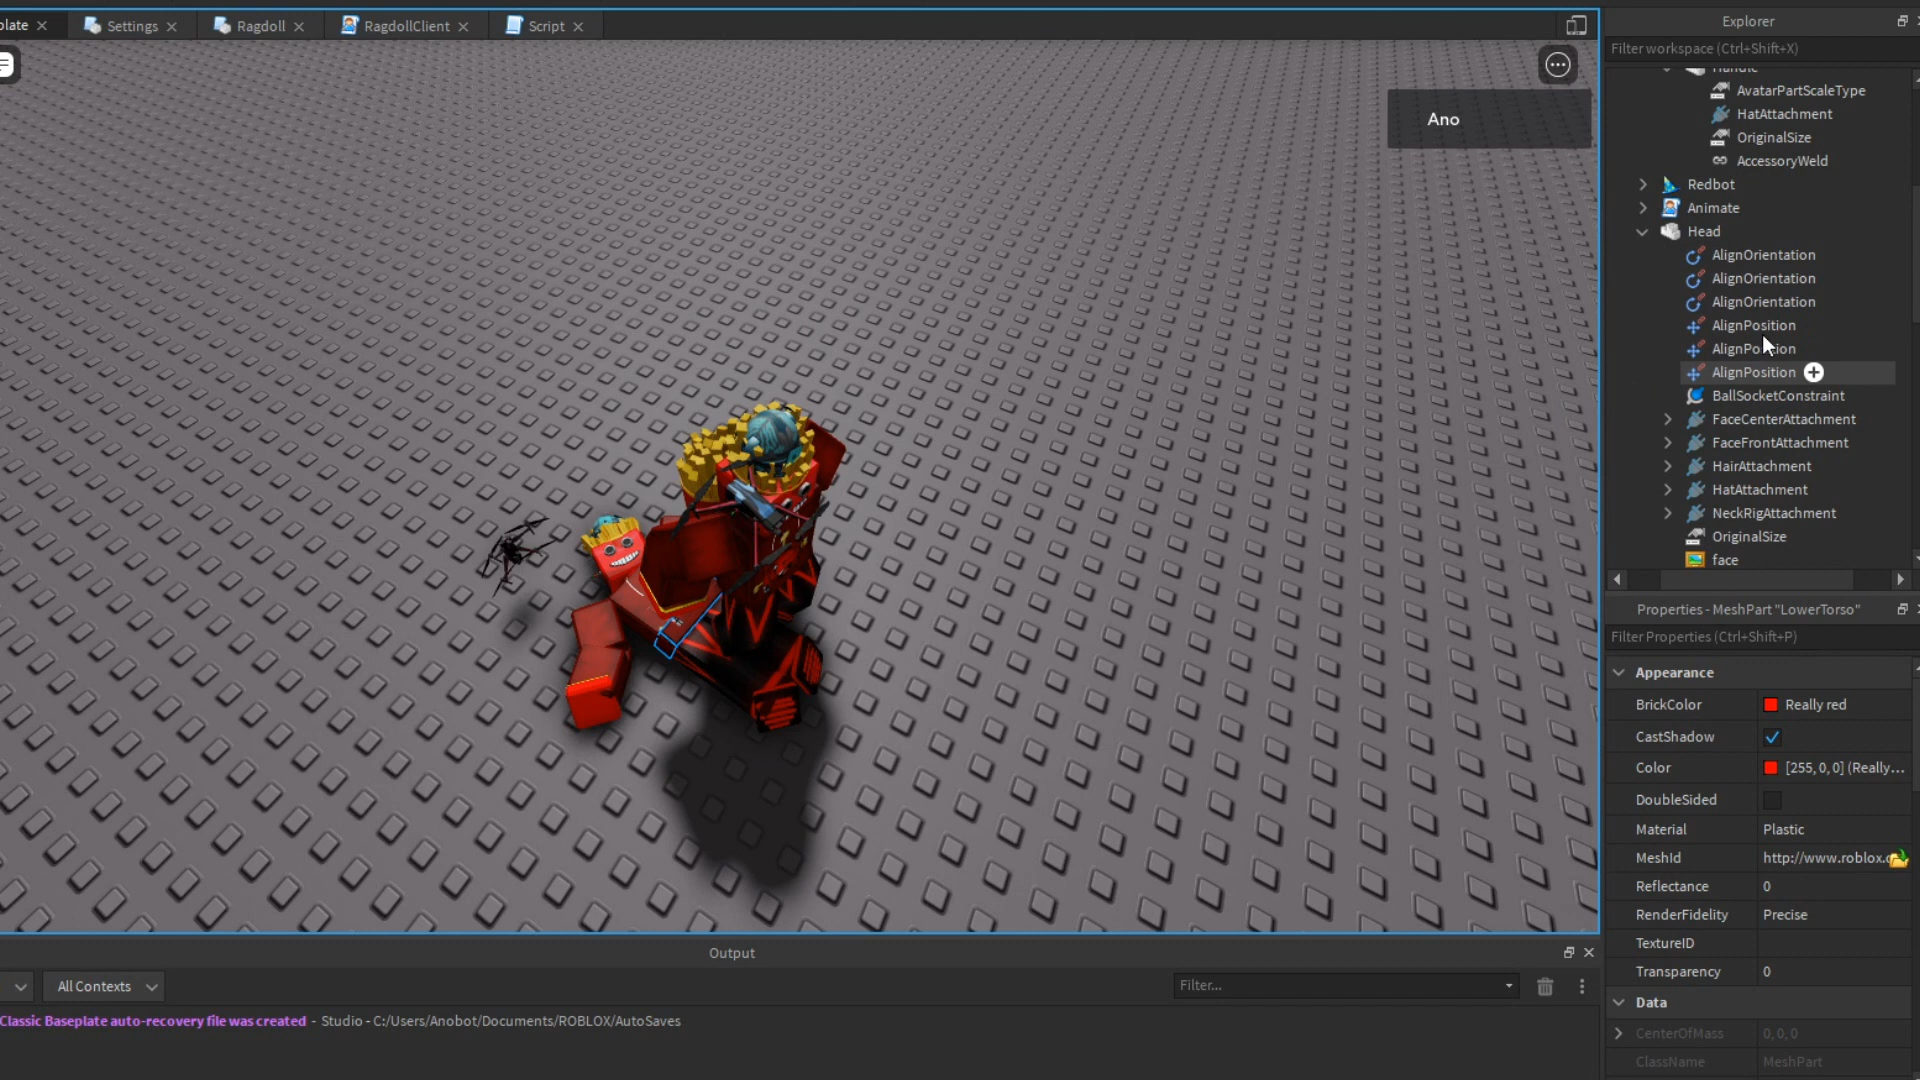 plate
Settings
Ragdoll
RagdollClient
Script
Ano
Explorer
Filter workspace (Ctrl+Shift+X)
Handle
AvatarPartScaleType
HatAttachment
OriginalSize
AccessoryWeld
Redbot
Animate
Head
AlignOrientation
AlignOrientation
AlignOrientation
AlignPosition
AlignPosition
AlignPosition
BallSocketConstraint
FaceCenterAttachment
FaceFrontAttachment
HairAttachment
HatAttachment
NeckRigAttachment
OriginalSize
face
Properties - MeshPart "LowerTorso"
Filter Properties (Ctrl+Shift+P)
Appearance
BrickColor Really red
CastShadow
Color [255, 0, 0] (Really...
DoubleSided
Material Plastic
MeshId http://www.roblox.c
Reflectance 0
RenderFidelity Precise
TextureID
Transparency 0
Data
CenterOfMass 0, 0, 0
ClassName MeshPart
Output
All Contexts
Filter...
Classic Baseplate auto-recovery file was created - Studio - C:/Users/Anobot/Documents/ROBLOX/AutoSaves